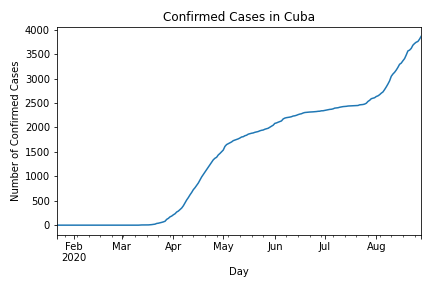 Confirmed Cases in Cuba
Number of Confirmed Cases
4000
3500
3000
2500
2000
1500
1000
500
0
Feb Mar Apr May Jun Jul Aug
2020
Day